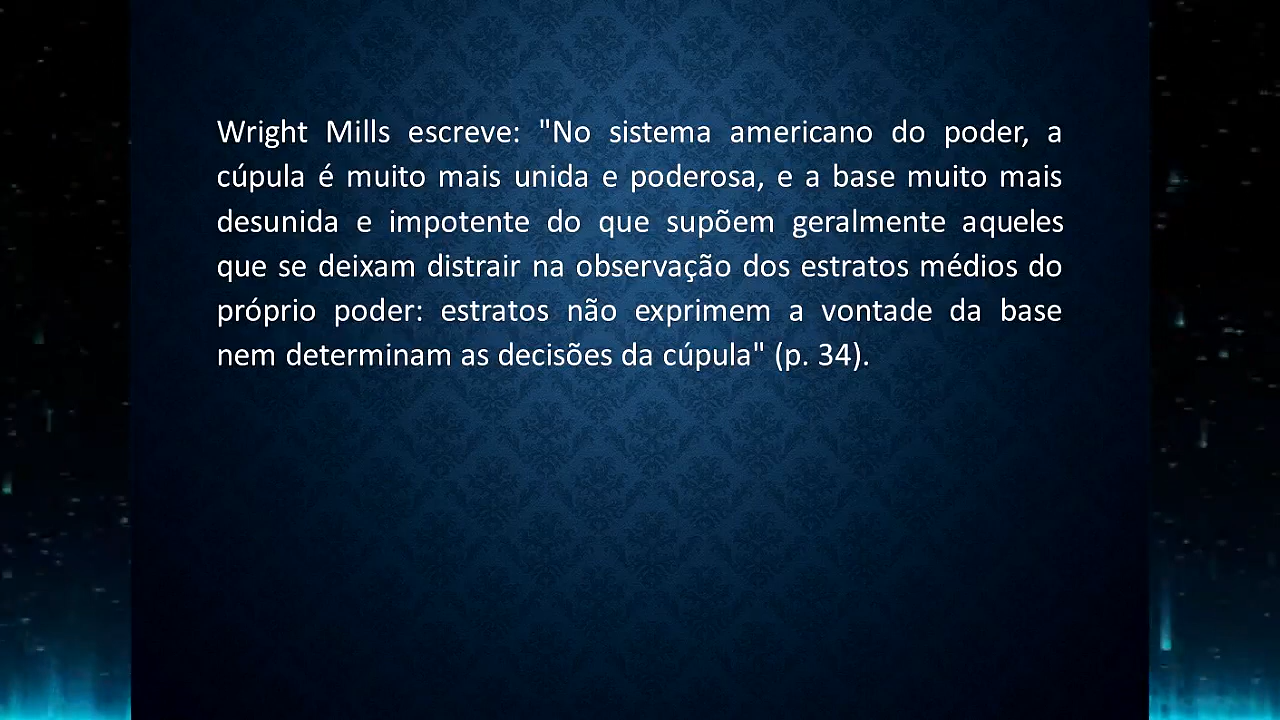 Wright Mills escreve: "No sistema americano do poder, a
cúpula é muito mais unida e poderosa, e a base muito mais
desunida e impotente do que supõem geralmente aqueles
que se deixam distrair na observação dos estratos médios do
próprio poder: estratos não exprimem a vontade da base
nem determinam as decisões da cúpula" (p. 34).